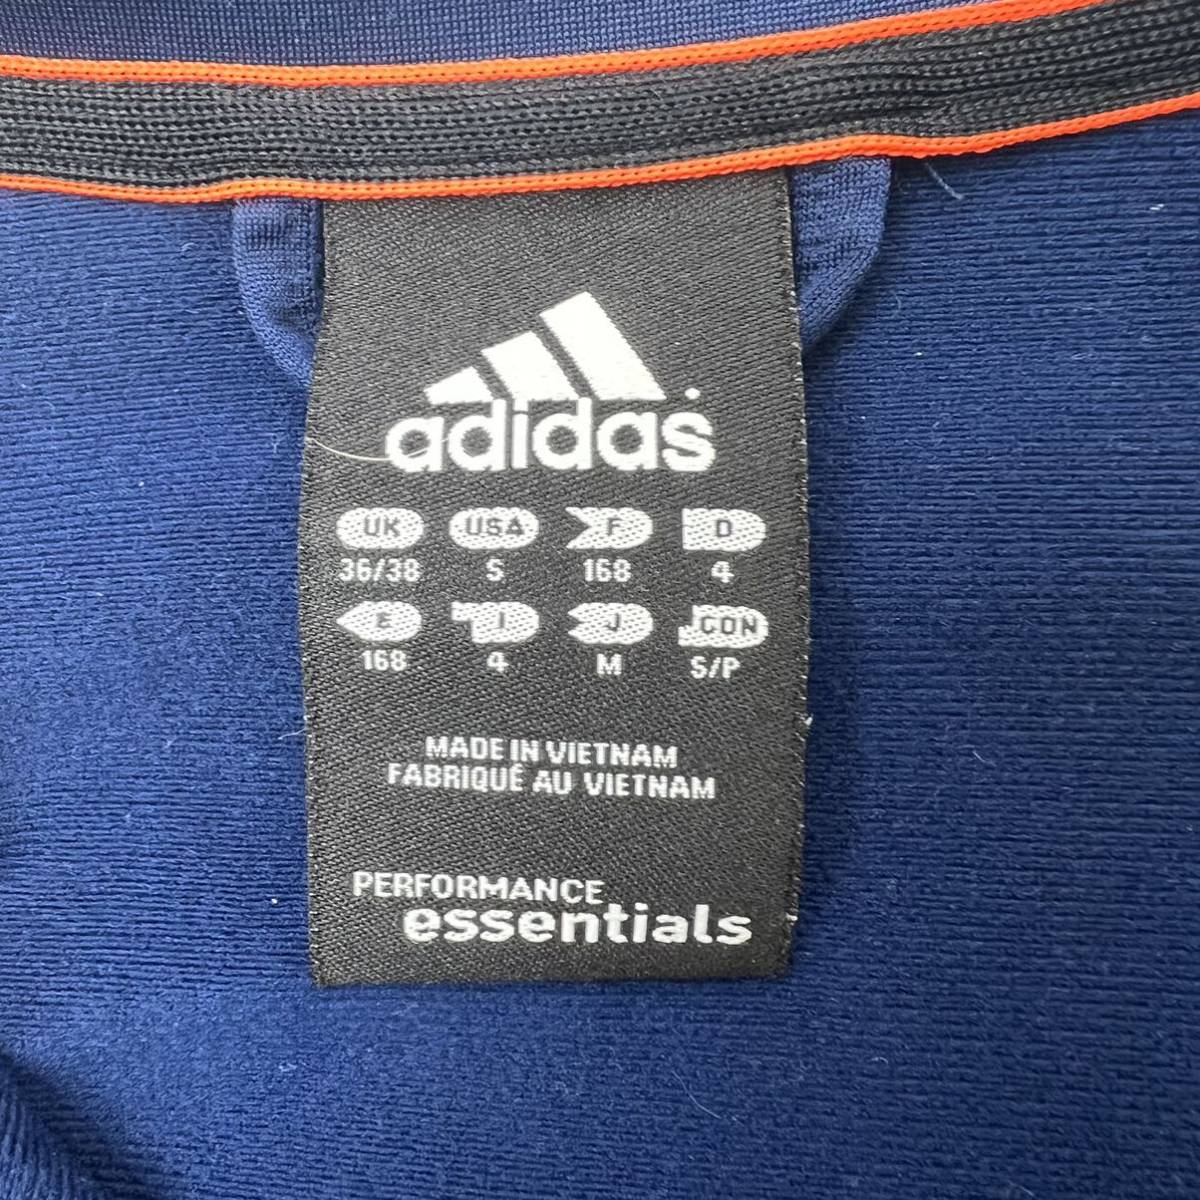 adidas
UK USA F D
36/38 S 168 4
E I J CON
168 4 M S/P
MADE IN VIETNAM
FABRIQUÉ AU VIETNAM
PERFORMANCE
essentials